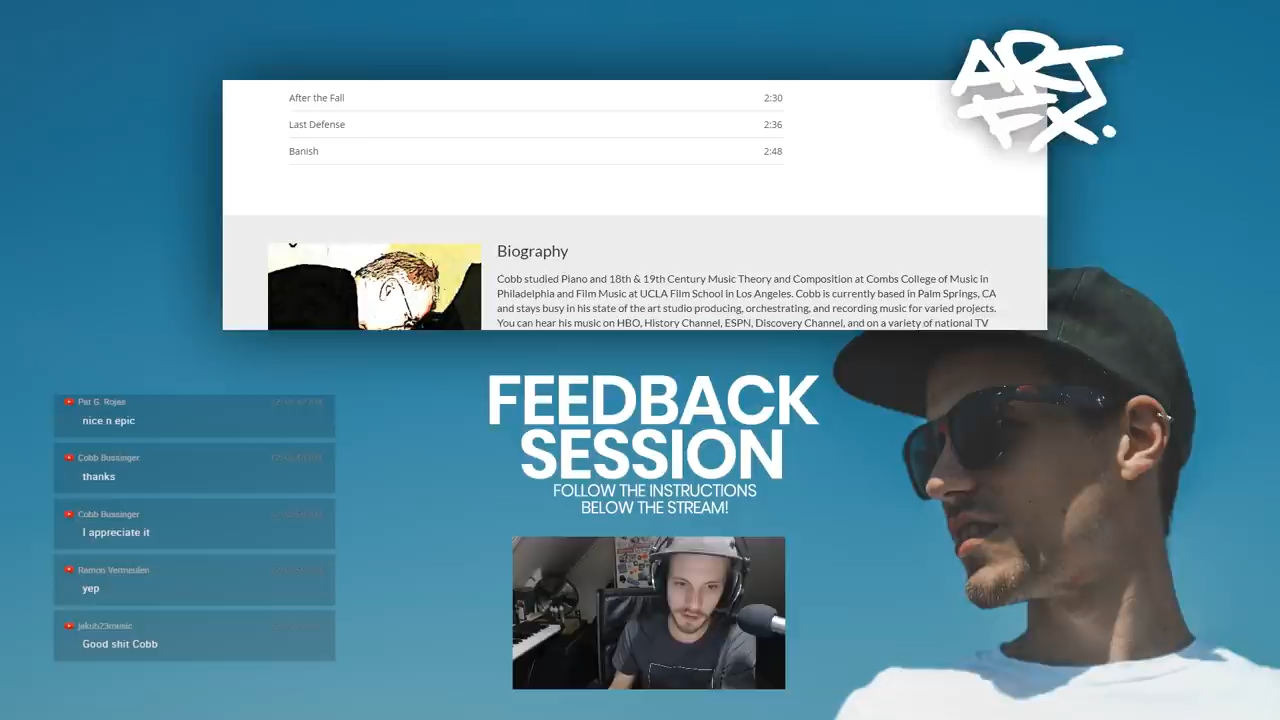 ART
FX.
After the Fall 2:30
Last Defense 2:36
Banish 2:48
Biography
Cobb studied Piano and 18th & 19th Century Music Theory and Composition at Combs College of Music in
Philadelphia and Film Music at UCLA Film School in Los Angeles. Cobb is currently based in Palm Springs, CA
and stays busy in his state of the art studio producing, orchestrating, and recording music for varied projects.
You can hear his music on HBO, History Channel, ESPN, Discovery Channel, and on a variety of national TV
FEEDBACK
SESSION
FOLLOW THE INSTRUCTIONS
BELOW THE STREAM!
Pat G. Rojas
nice n epic
Cobb Bussinger
thanks
Cobb Bussinger
I appreciate it
Ramon Vermeulen
yep
jakub23music
Good shit Cobb